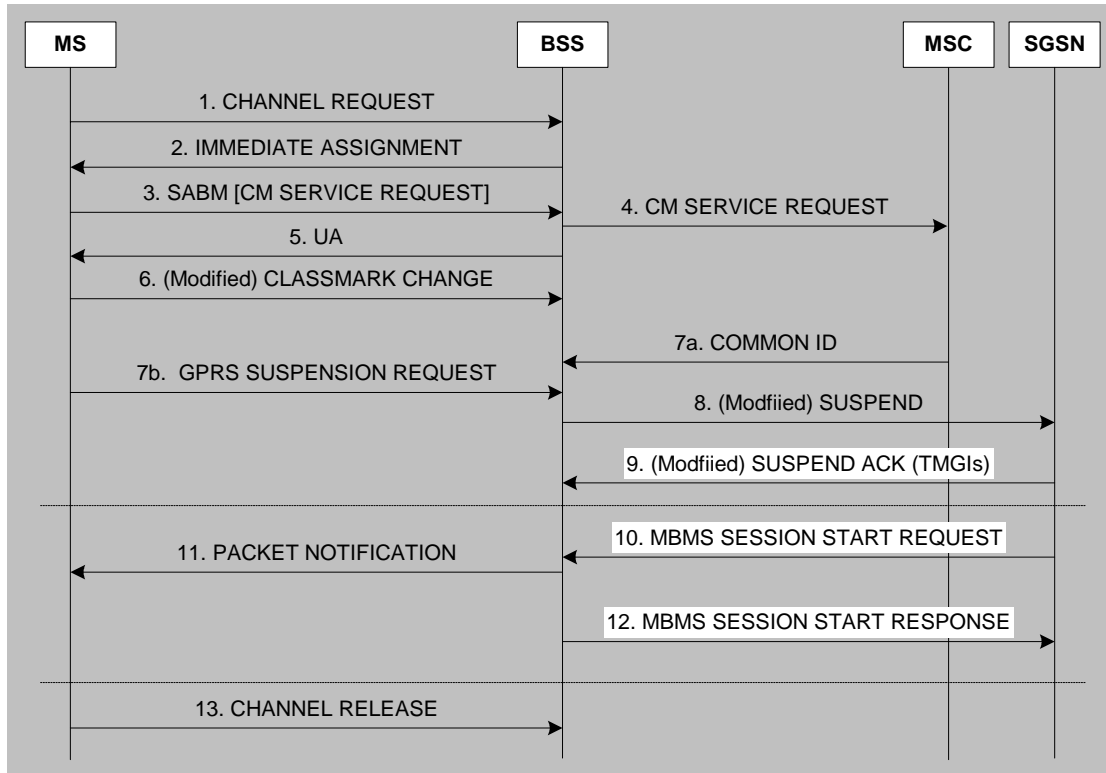 MS
BSS
MSC
SGSN
1. CHANNEL REQUEST
2. IMMEDIATE ASSIGNMENT
3. SABM [CM SERVICE REQUEST]
4. CM SERVICE REQUEST
5. UA
6. (Modified) CLASSMARK CHANGE
7a. COMMON ID
7b. GPRS SUSPENSION REQUEST
8. (Modfiied) SUSPEND
9. (Modfiied) SUSPEND ACK (TMGIs)
10. MBMS SESSION START REQUEST
11. PACKET NOTIFICATION
12. MBMS SESSION START RESPONSE
13. CHANNEL RELEASE